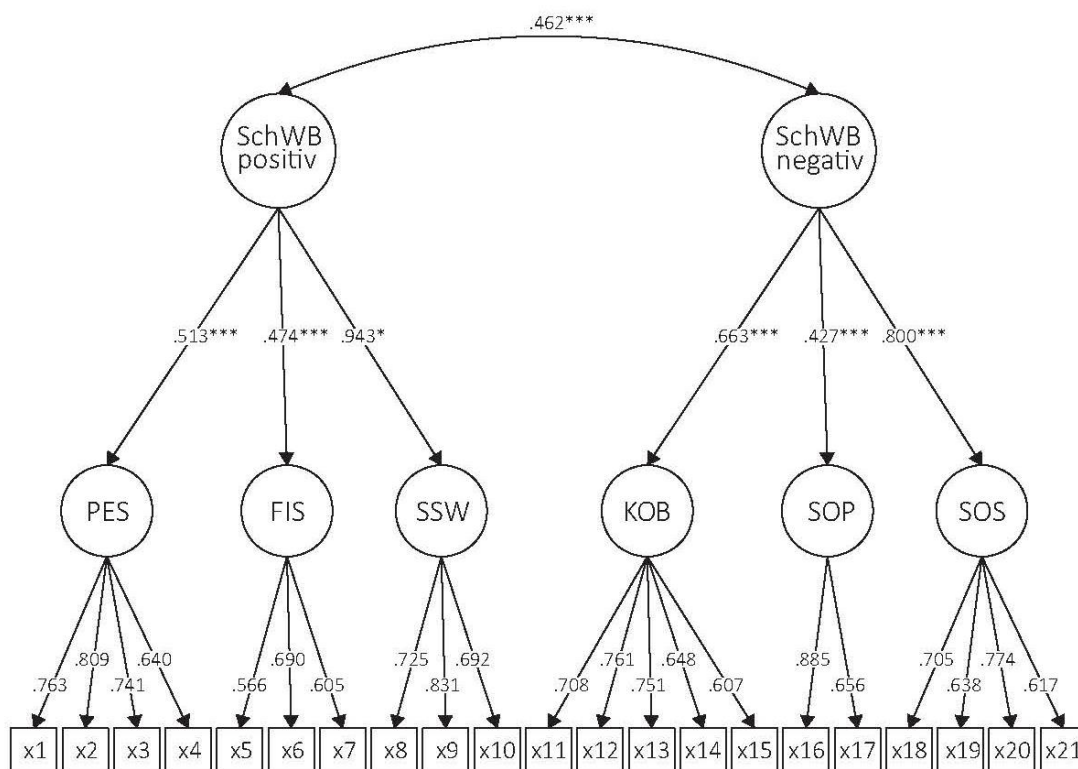 .462***
SchWB
positiv
SchWB
negativ
.513*** .474*** .943* .663*** .427*** .800***
PES FIS SSW KOB SOP SOS
.809 .640 .690 .725 .692 .761 .648 .885 .705 .774
.763 .741 .566 .605 .831 .708 .751 .607 .656 .638 .617
x1 x2 x3 x4 x5 x6 x7 x8 x9 x10 x11 x12 x13 x14 x15 x16 x17 x18 x19 x20 x21